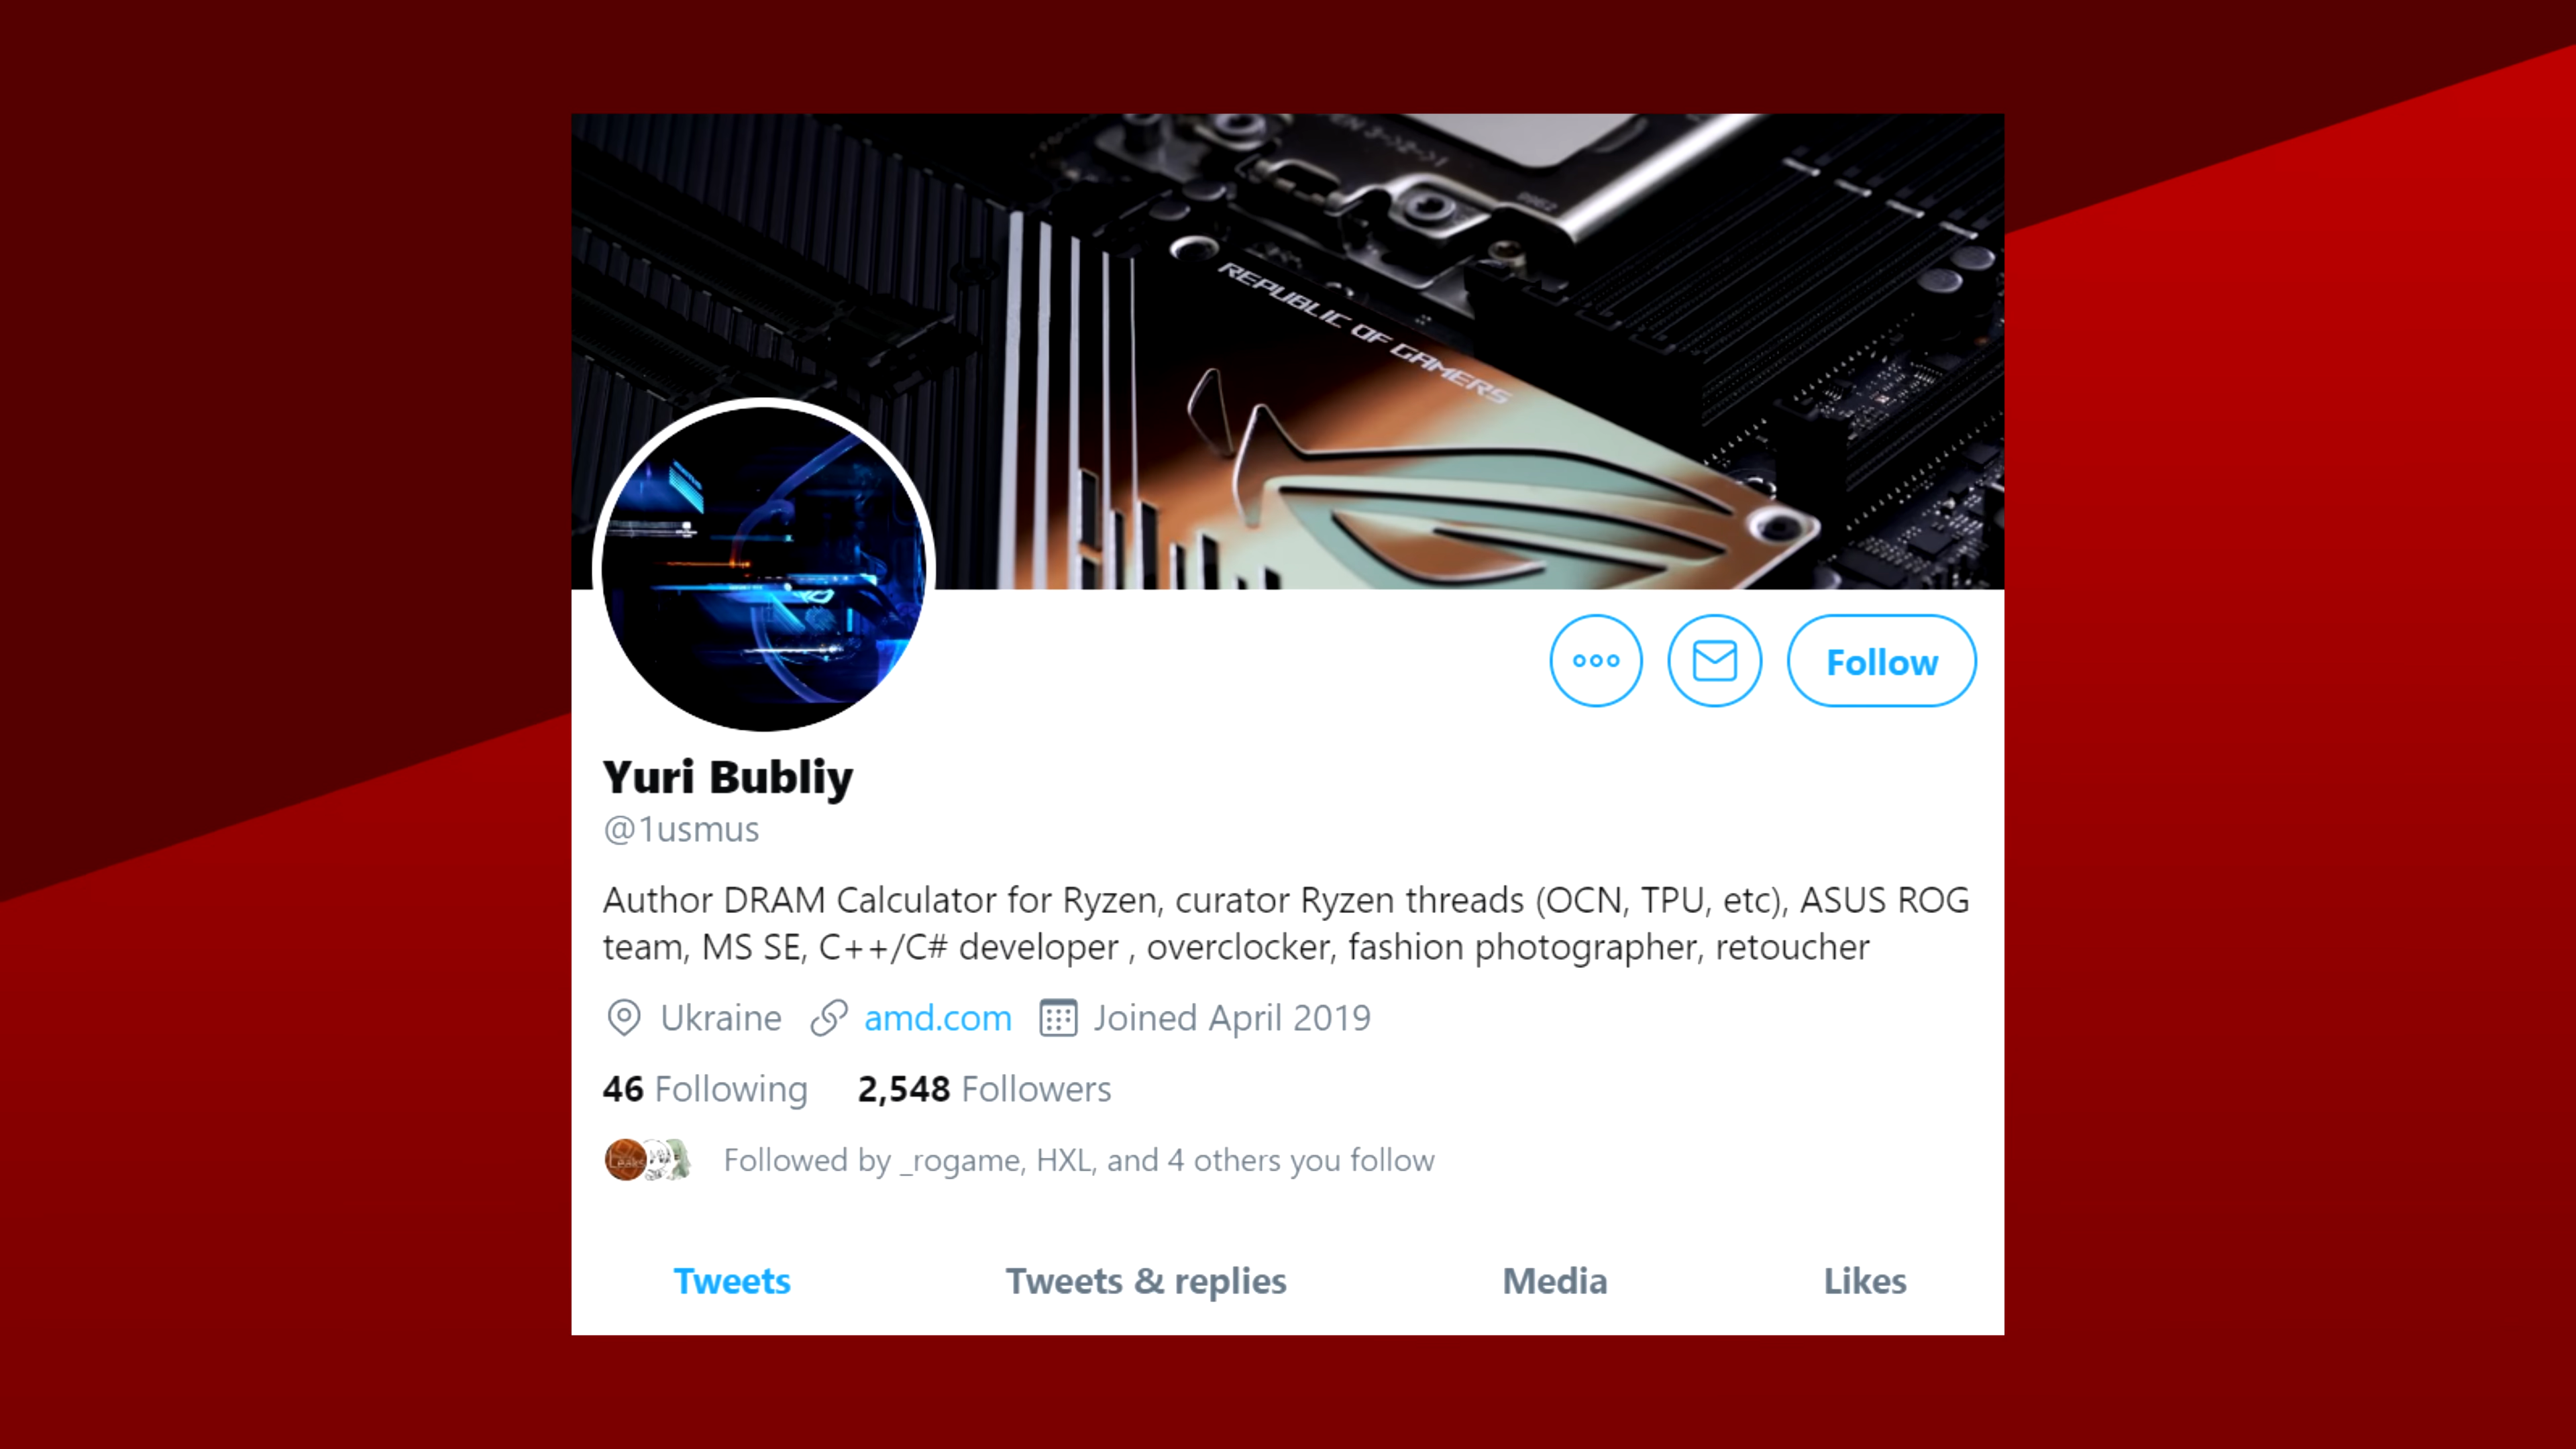 REPUBLIC OF GAMERS
Yuri Bubliy
@1usmus
Author DRAM Calculator for Ryzen, curator Ryzen threads (OCN, TPU, etc), ASUS ROG
team, MS SE, C++/C# developer , overclocker, fashion photographer, retoucher
Ukraine amd.com Joined April 2019
46 Following 2,548 Followers
Followed by _rogame, HXL, and 4 others you follow
Follow
Tweets Tweets & replies Media Likes